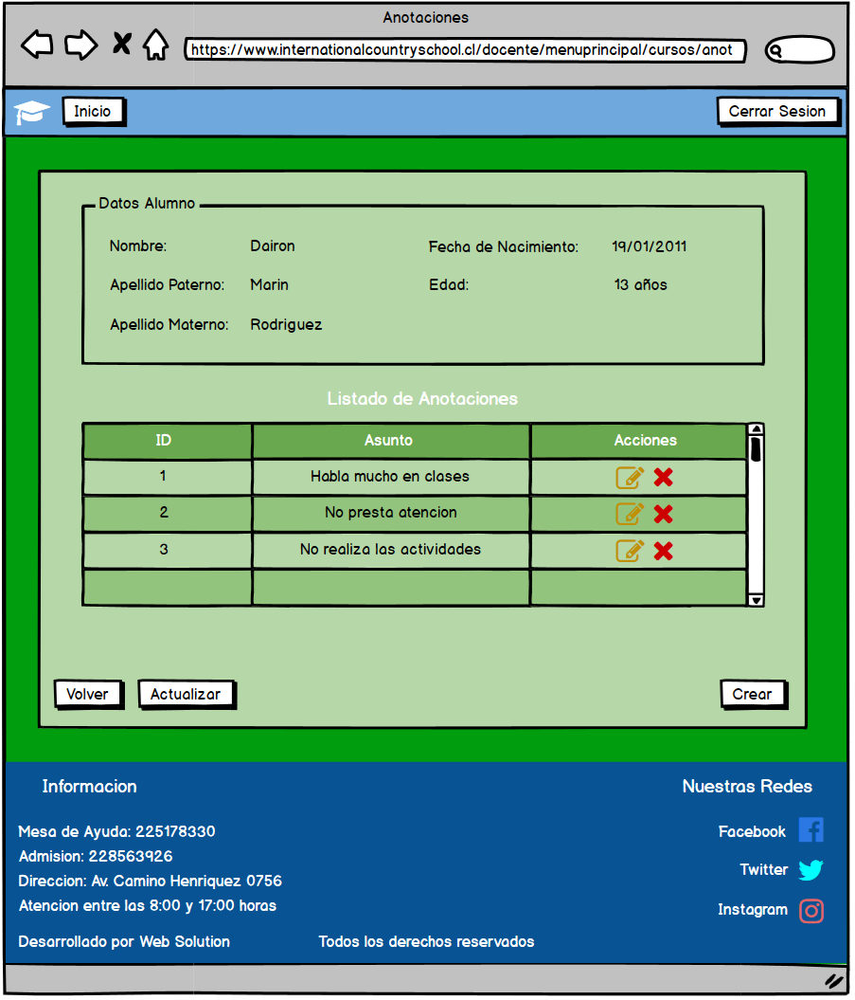 Anotaciones
https://www.internationalcountryschool.cl/docente/menuprincipal/cursos/anot
Inicio
Cerrar Sesion
Datos Alumno
Nombre: Dairon Fecha de Nacimiento: 19/01/2011
Apellido Paterno: Marin Edad: 13 años
Apellido Materno: Rodriguez
Listado de Anotaciones
ID Asunto Acciones
1 Habla mucho en clases
2 No presta atencion
3 No realiza las actividades
Volver Actualizar Crear
Informacion Nuestras Redes
Mesa de Ayuda: 225178330 Facebook
Admision: 228563926
Twitter
Direccion: Av. Camino Henriquez 0756
Atencion entre las 8:00 y 17:00 horas Instagram
Desarrollado por Web Solution Todos los derechos reservados